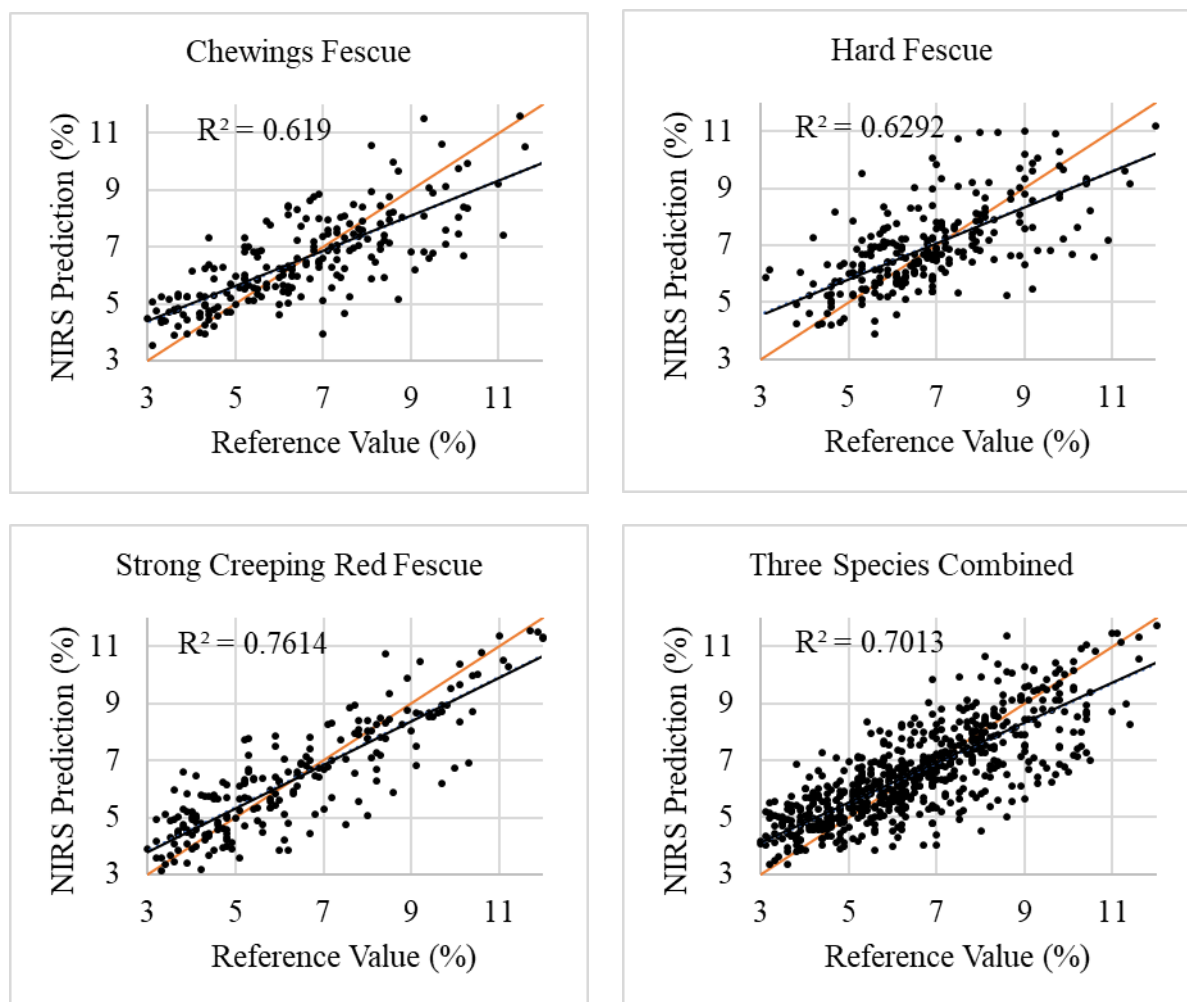 Chewings Fescue
R² = 0.619
NIRS Prediction (%)
11
9
7
5
3
3 5 7 9 11
Reference Value (%)
Hard Fescue
R² = 0.6292
NIRS Prediction (%)
11
9
7
5
3
3 5 7 9 11
Reference Value (%)
Strong Creeping Red Fescue
R² = 0.7614
NIRS Prediction (%)
11
9
7
5
3
3 5 7 9 11
Reference Value (%)
Three Species Combined
R² = 0.7013
NIRS Prediction (%)
11
9
7
5
3
3 5 7 9 11
Reference Value (%)